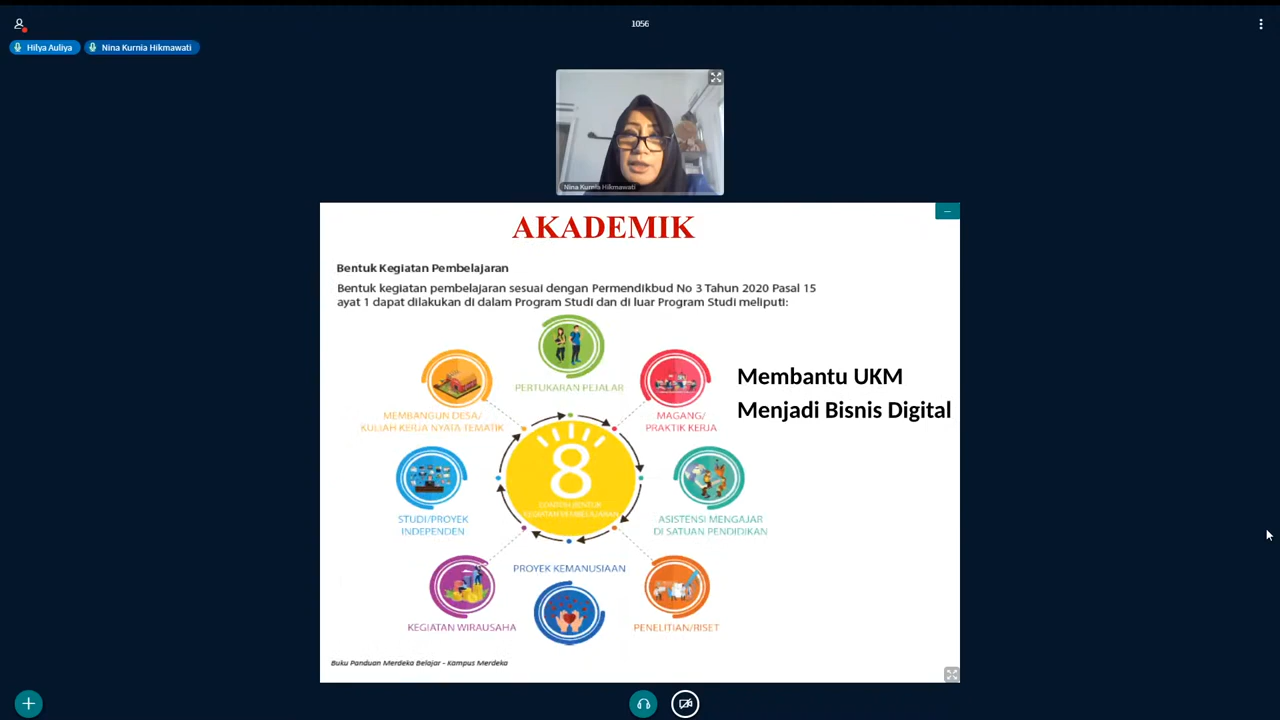 1056
Hilya Auliya
Nina Kurnia Hikmawati
Nina Kurnia Hikmawati
AKADEMIK
Bentuk Kegiatan Pembelajaran
Bentuk kegiatan pembelajaran sesuai dengan Permendikbud No 3 Tahun 2020 Pasal 15
ayat 1 dapat dilakukan di dalam Program Studi dan di luar Program Studi meliputi:
PERTUKARAN PEJALAR
MAGANG/
PRAKTIK KERJA
Membantu UKM
Menjadi Bisnis Digital
MEMBANGUN DESA/
KULIAH KERJA NYATA TEMATIK
8
KEGIATAN PEMBELAJARAN
STUDI/PROYEK
INDEPENDEN
ASISTENSI MENGAJAR
DI SATUAN PENDIDIKAN
PROYEK KEMANUSIAAN
KEGIATAN WIRAUSAHA
PENELITIAN/RISET
Buku Panduan Merdeka Belajar - Kampus Merdeka